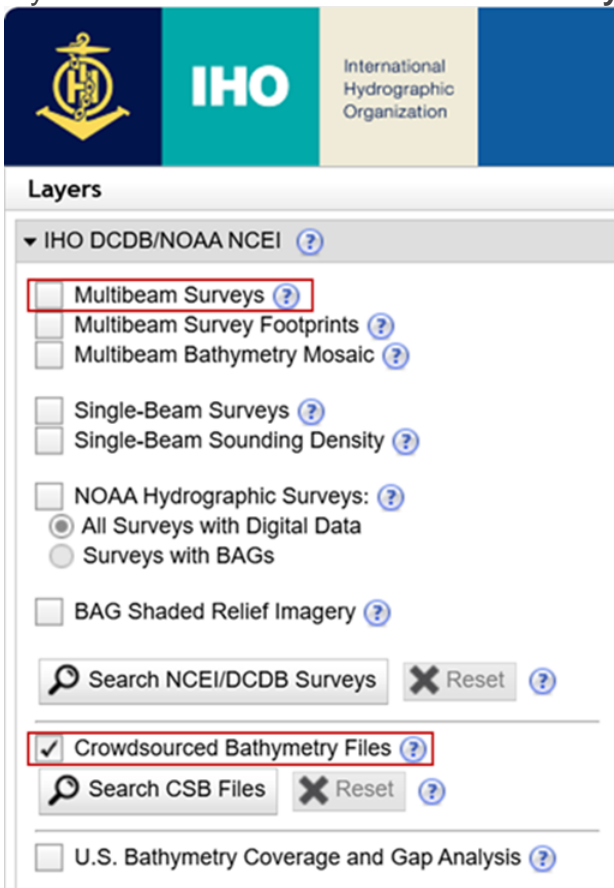 IHO
International
Hydrographic
Organization
Layers
IHO DCDB/NOAA NCEI ?
Multibeam Surveys ?
Multibeam Survey Footprints ?
Multibeam Bathymetry Mosaic ?
Single-Beam Surveys ?
Single-Beam Sounding Density ?
NOAA Hydrographic Surveys: ?
All Surveys with Digital Data
Surveys with BAGs
BAG Shaded Relief Imagery ?
Search NCEI/DCDB Surveys Reset ?
Crowdsourced Bathymetry Files ?
Search CSB Files Reset ?
U.S. Bathymetry Coverage and Gap Analysis ?